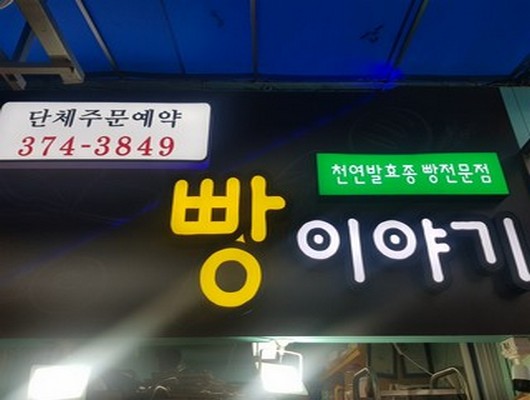 단체주문예약
374-3849
천연발효종 빵전문점
빵 이야기